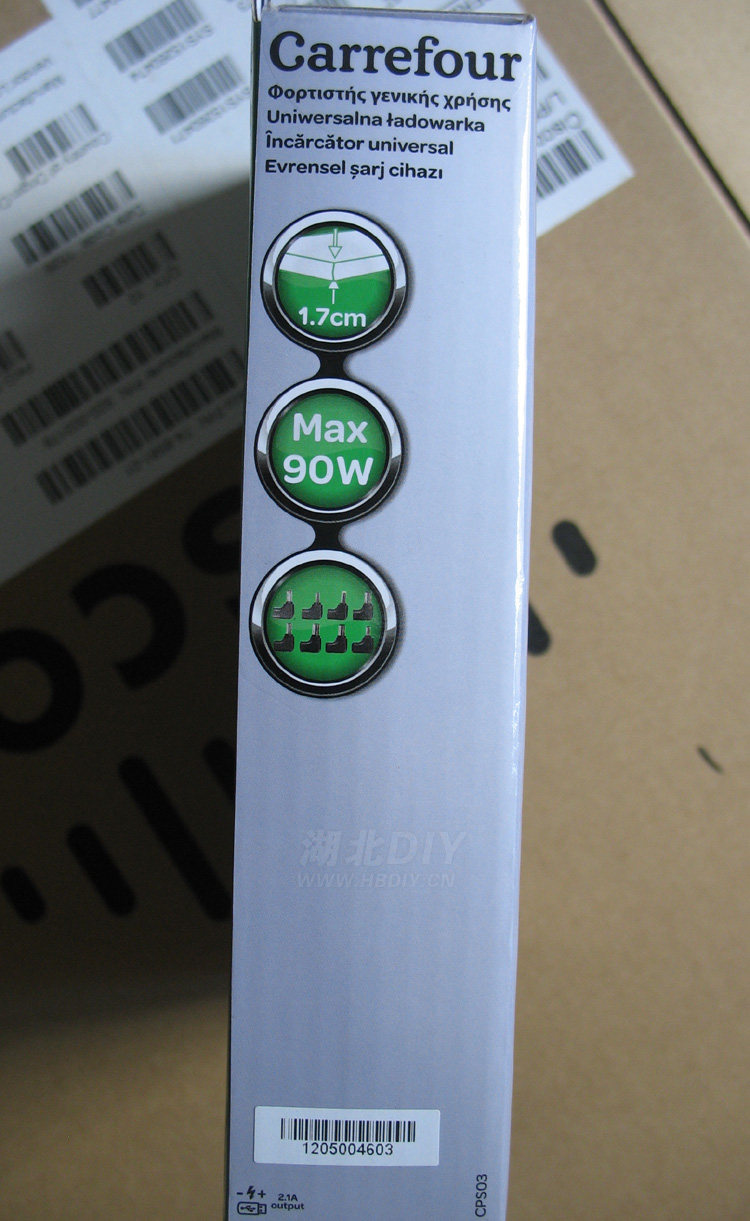 Carrefour
Φορτιστής γενικής χρήσης
Uniwersalna ładowarka
Încărcător universal
Evrensel şarj cihazı
1.7cm
Max
90W
湖北DIY
WWW.HBDIY.CN
1205004603
2.1A
output
CPS03